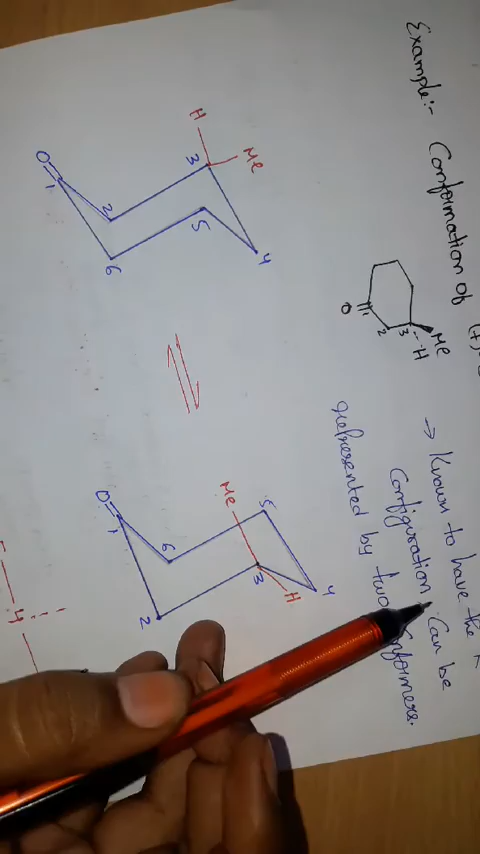 Example:- Conformation of (+)-
Me
H
3
2
1
O
→ Known to have the R
Configuration. Can be
represented by two
H
Me
3
O
1
2
5
4
6
Me
5
O
1
6
3
H
4
2
4